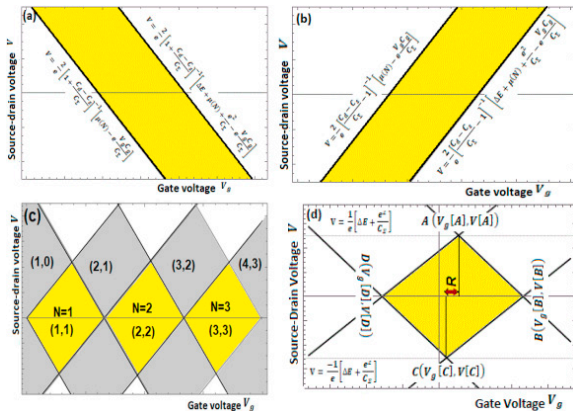 (a)
Source-drain voltage V
V = 2/e [1 + (C_d − C_s)/C_Σ]^−1 [μ(N) − e V_g C_g/C_Σ]
V = 2/e [1 + (C_d − C_s)/C_Σ]^−1 [ΔE + μ(N) + e²/C_Σ − e V_g C_g/C_Σ]
Gate voltage V_g
(b)
Source-drain voltage V
V = 2/e [(C_d − C_s)/C_Σ − 1]^−1 [μ(N) − e V_g C_g/C_Σ]
V = 2/e [(C_d − C_s)/C_Σ − 1]^−1 [ΔE + μ(N) + e²/C_Σ − e V_g C_g/C_Σ]
Gate voltage V_g
(c)
Source-drain voltage V
(1,0)
(2,1)
(3,2)
(4,3)
N=1
N=2
N=3
(1,1)
(2,2)
(3,3)
Gate voltage V_g
(d)
Source-Drain Voltage V
V = 1/e [ΔE + e²/C_Σ]
A (V_g[A].V[A])
D(V_g[D].V[D])
R
B(V_g[B].V[B])
V = −1/e [ΔE + e²/C_Σ]
C(V_g[C].V[C])
Gate Voltage V_g